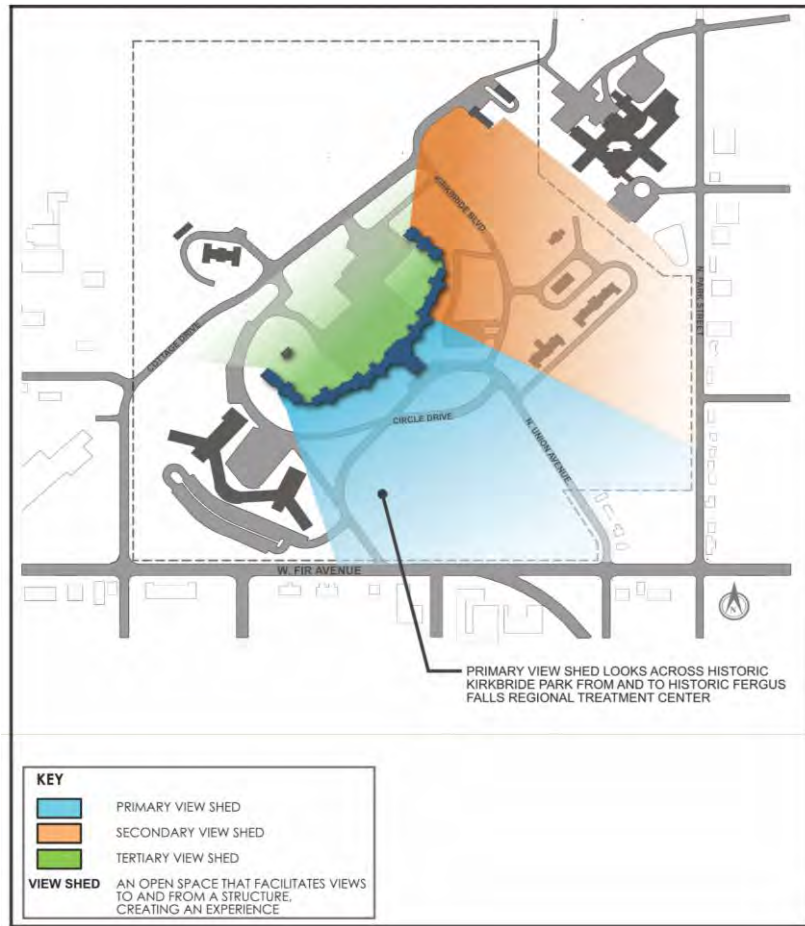 KIRKBRIDE BLVD.
N. PARK STREET
COTTAGE DRIVE
CIRCLE DRIVE
N. UNION AVENUE
W. FIR AVENUE
N
PRIMARY VIEW SHED LOOKS ACROSS HISTORIC
KIRKBRIDE PARK FROM AND TO HISTORIC FERGUS
FALLS REGIONAL TREATMENT CENTER
KEY
PRIMARY VIEW SHED
SECONDARY VIEW SHED
TERTIARY VIEW SHED
VIEW SHED AN OPEN SPACE THAT FACILITATES VIEWS
TO AND FROM A STRUCTURE,
CREATING AN EXPERIENCE